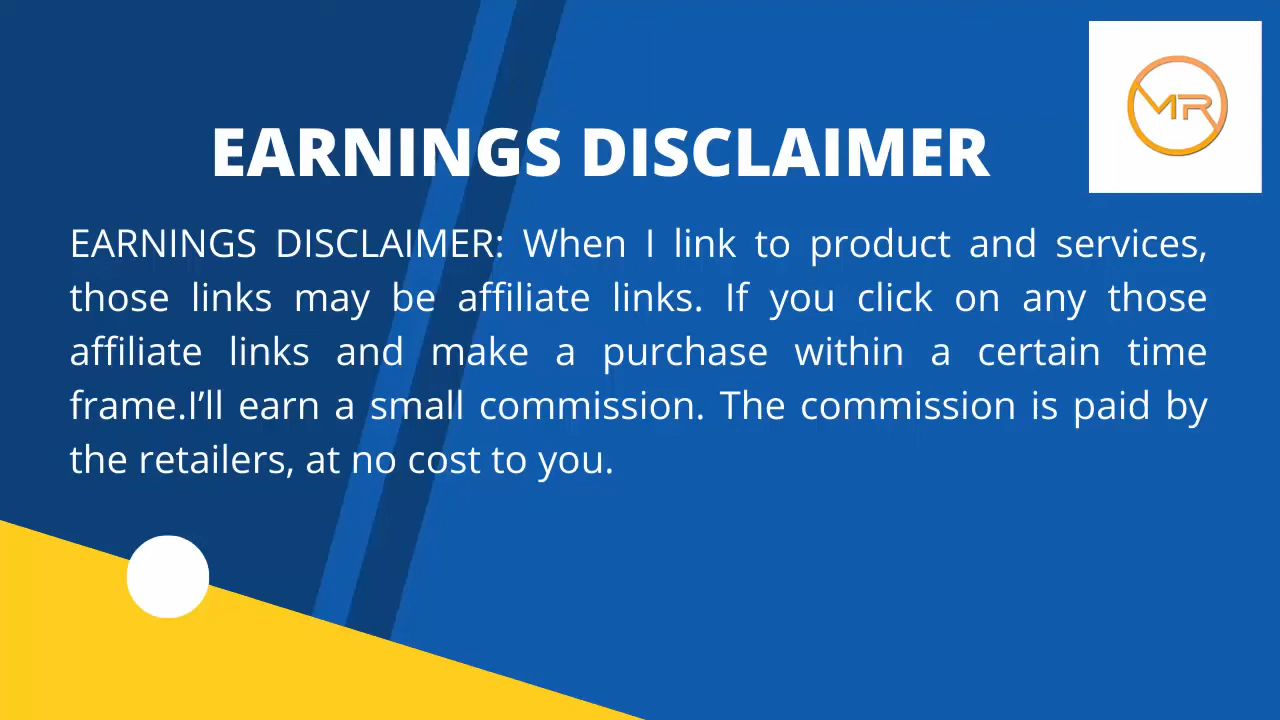 MR
EARNINGS DISCLAIMER
EARNINGS DISCLAIMER: When I link to product and services,
those links may be affiliate links. If you click on any those
affiliate links and make a purchase within a certain time
frame.I’ll earn a small commission. The commission is paid by
the retailers, at no cost to you.